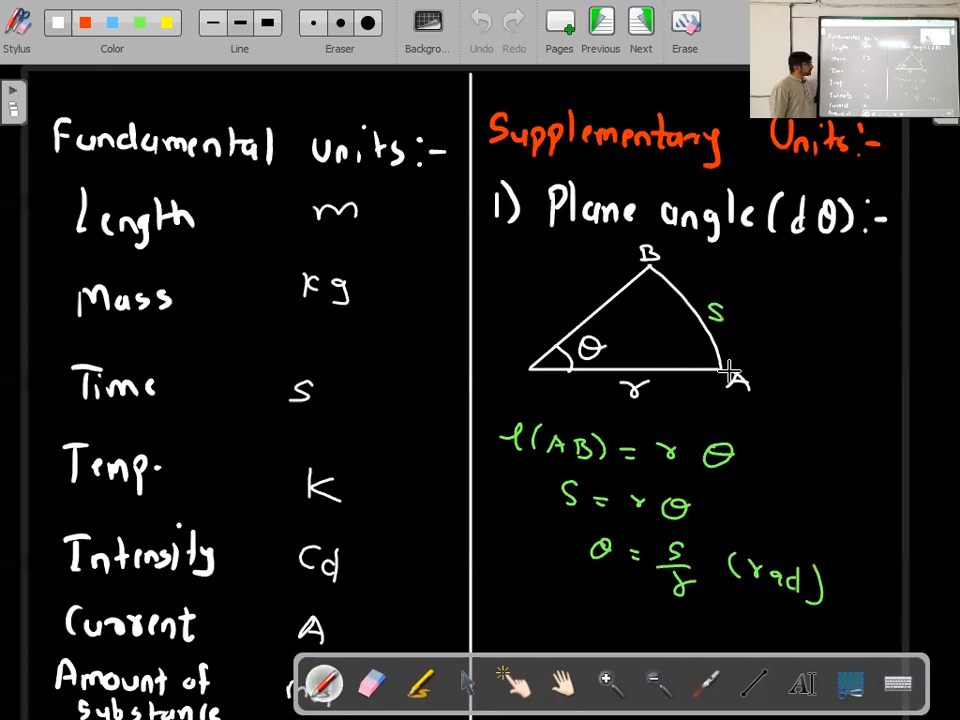 Stylus
Color
Line
Eraser
Backgro...
Undo
Redo
Pages
Previous
Next
Erase
Fundamental Units:-
length m
Mass kg
Time s
Temp. K
Intensity Cd
Current A
Amount of
substance
Supplementary Units:-
1) Plane angle (dθ):-
B
s
θ
A
r
l(AB) = r θ
S = r θ
θ = s/r (rad)
AI